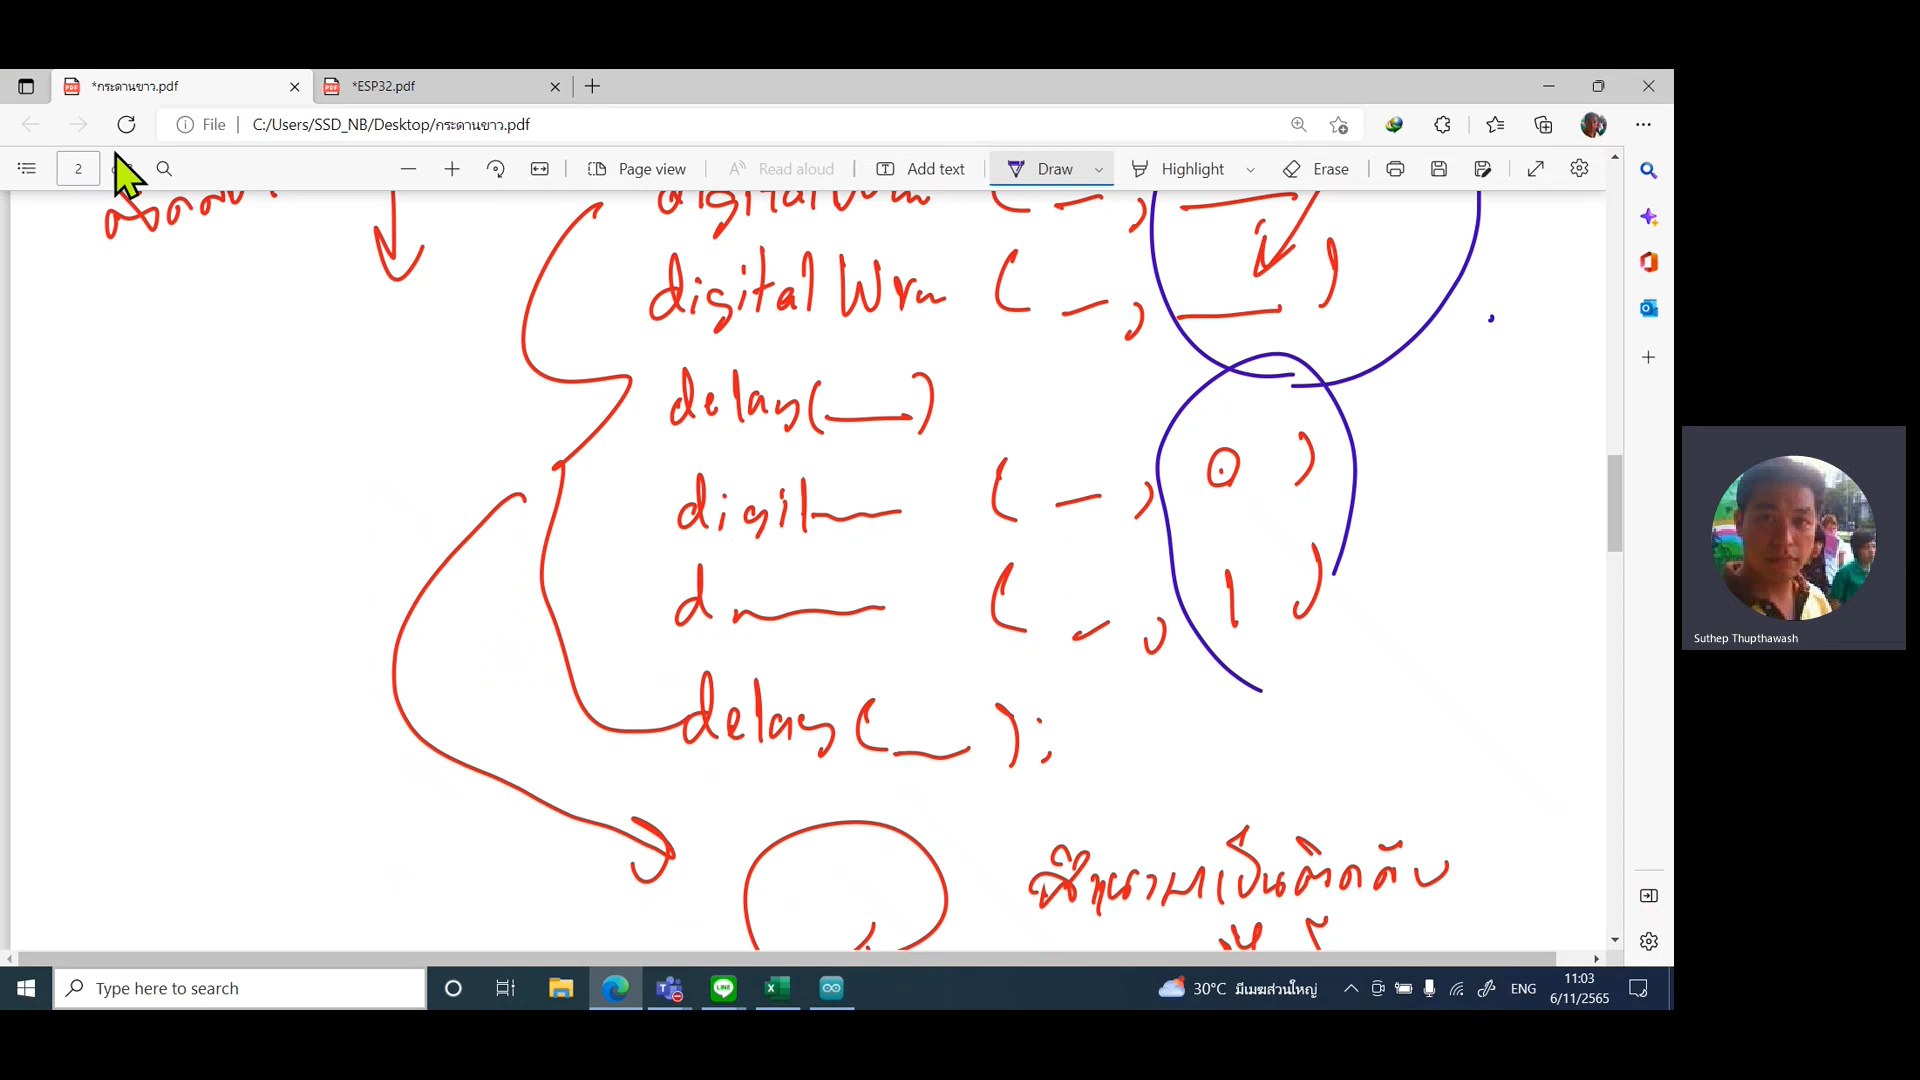 *กระดานขาว.pdf
*ESP32.pdf
File
C:/Users/SSD_NB/Desktop/กระดานขาว.pdf
2
Page view
Read aloud
Add text
Draw
Highlight
Erase
digitalWrite ( — , —
digitalWrite ( — , — )
delay( — )
digit— ( — , 0 )
d— ( — , 1 )
delay( — );
Suthep Thupthawash
Type here to search
30°C มีเมฆส่วนใหญ่
ENG
11:03
6/11/2565